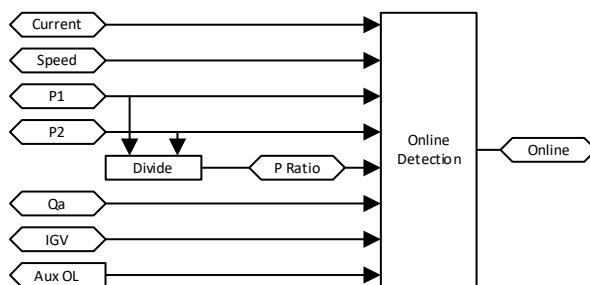 Current
Speed
P1
P2
Divide
P Ratio
Qa
IGV
Aux OL
Online
Detection
Online